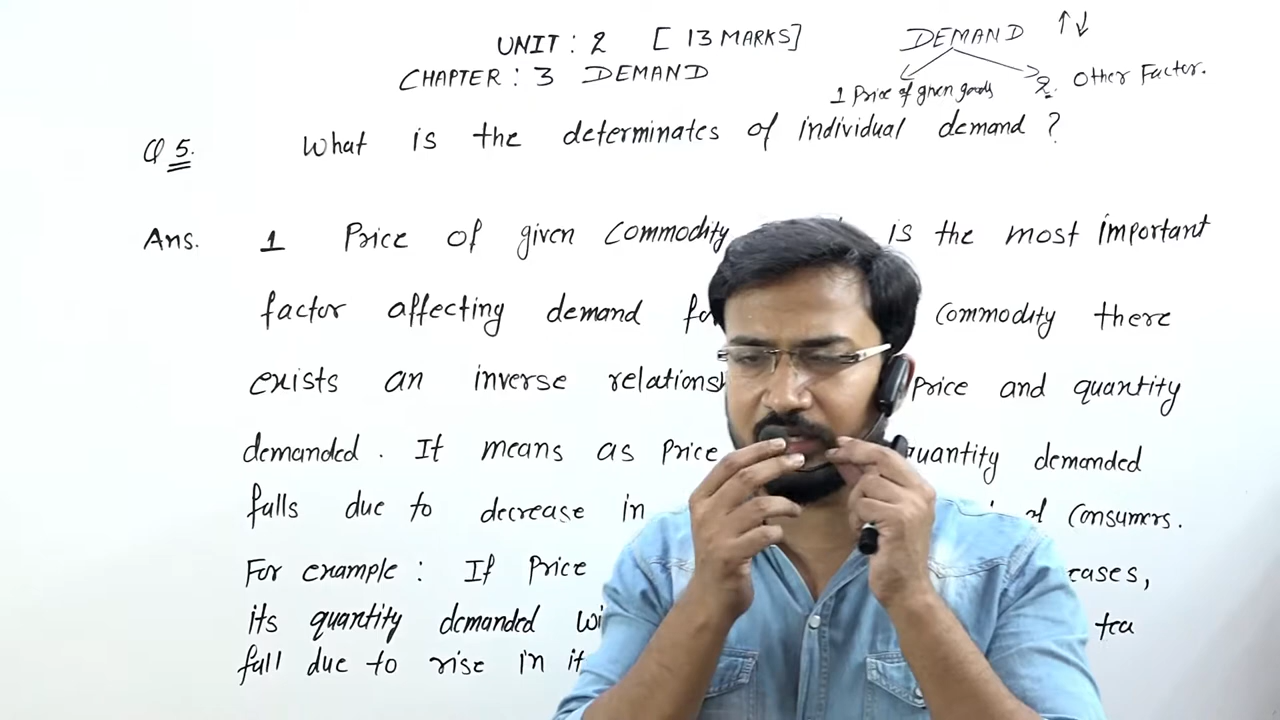 UNIT : 2 [ 13 MARKS]
CHAPTER : 3 DEMAND
DEMAND ↑↓
1 Price of given goods
2. Other Factor.
Q 5. What is the determinates of individual demand ?
Ans. 1 Price of given Commodity is the most important
factor affecting demand commodity there
exists an inverse price and quantity
demanded . It means as price quantity demanded
falls due to decrease in of consumers.
For example : If price
its quantity demanded tea
fall due to rise in